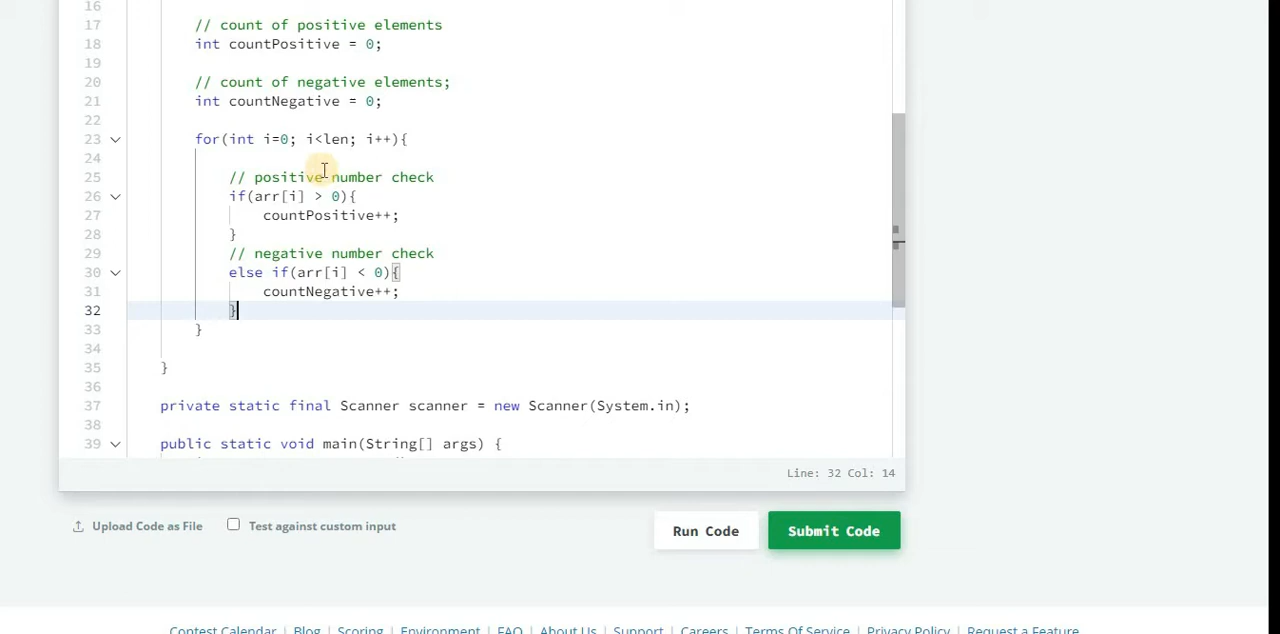 16
17 // count of positive elements
18 int countPositive = 0;
19
20 // count of negative elements;
21 int countNegative = 0;
22
23 for(int i=0; i<len; i++){
24
25 // positive number check
26 if(arr[i] > 0){
27 countPositive++;
28 }
29 // negative number check
30 else if(arr[i] < 0){
31 countNegative++;
32 }
33 }
34
35 }
36
37 private static final Scanner scanner = new Scanner(System.in);
38
39 public static void main(String[] args) {
Line: 32 Col: 14
Upload Code as File Test against custom input Run Code Submit Code
Contest Calendar | Blog | Scoring | Environment | FAQ | About Us | Support | Careers | Terms Of Service | Privacy Policy | Request a Feature